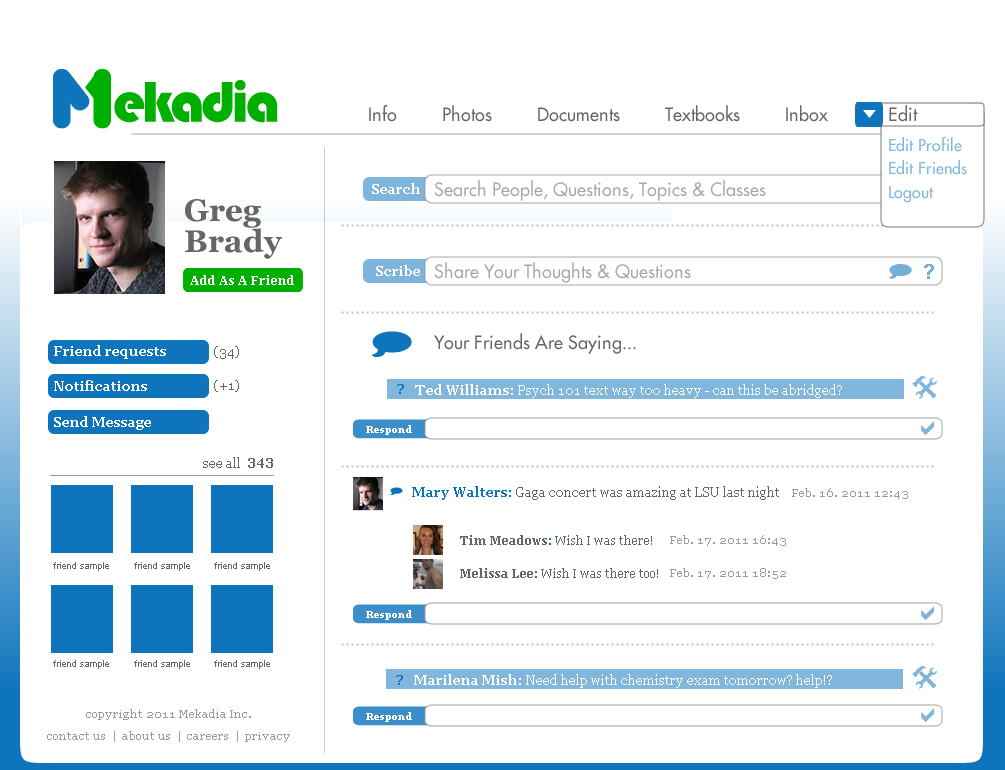 Mekadia
Info Photos Documents Textbooks Inbox Edit
Edit Profile
Edit Friends
Logout
Greg
Brady
Add As A Friend
Friend requests (34)
Notifications (+1)
Send Message
see all 343
friend sample friend sample friend sample
friend sample friend sample friend sample
copyright 2011 Mekadia Inc.
contact us | about us | careers | privacy
Search Search People, Questions, Topics & Classes
Scribe Share Your Thoughts & Questions ?
Your Friends Are Saying...
? Ted Williams: Psych 101 text way too heavy - can this be abridged?
Respond
Mary Walters: Gaga concert was amazing at LSU last night Feb. 16. 2011 12:43
Tim Meadows: Wish I was there! Feb. 17. 2011 16:43
Melissa Lee: Wish I was there too! Feb. 17. 2011 18:52
Respond
? Marilena Mish: Need help with chemistry exam tomorrow? help!?
Respond